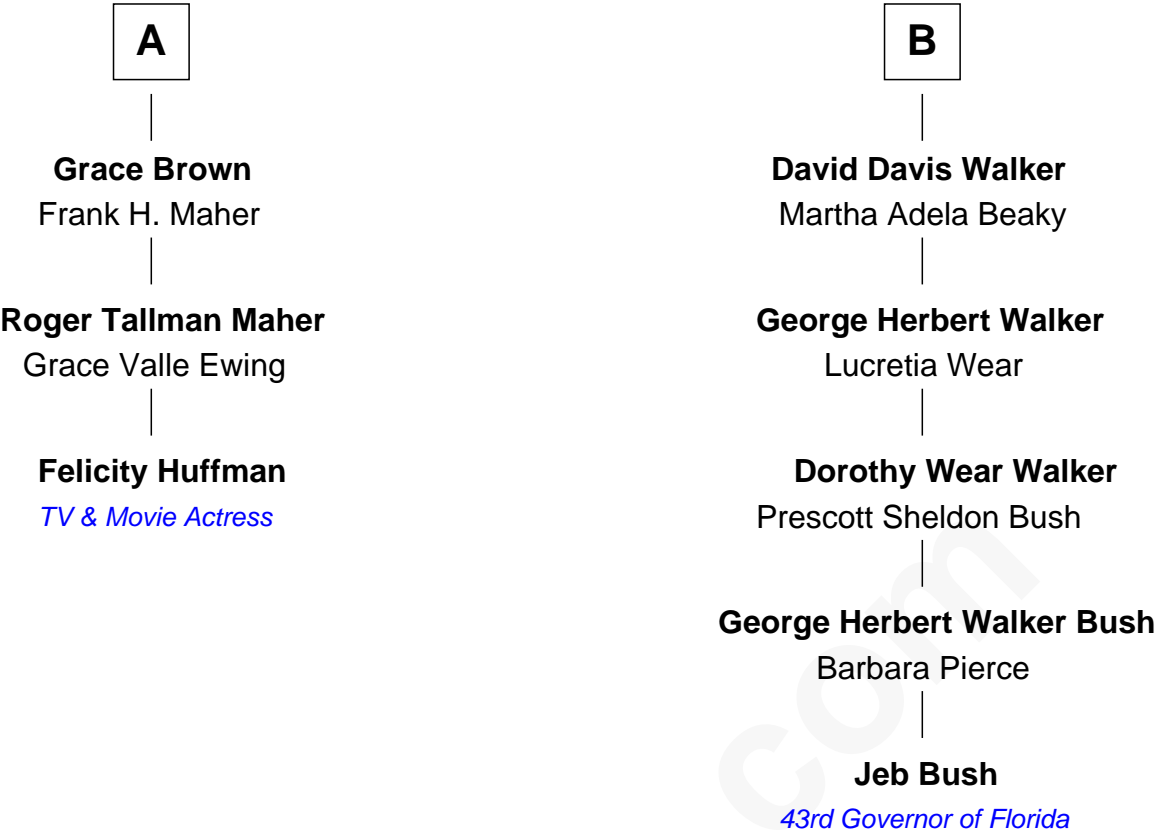 A
Grace Brown
Frank H. Maher
Roger Tallman Maher
Grace Valle Ewing
Felicity Huffman
TV & Movie Actress
B
David Davis Walker
Martha Adela Beaky
George Herbert Walker
Lucretia Wear
Dorothy Wear Walker
Prescott Sheldon Bush
George Herbert Walker Bush
Barbara Pierce
Jeb Bush
43rd Governor of Florida
com